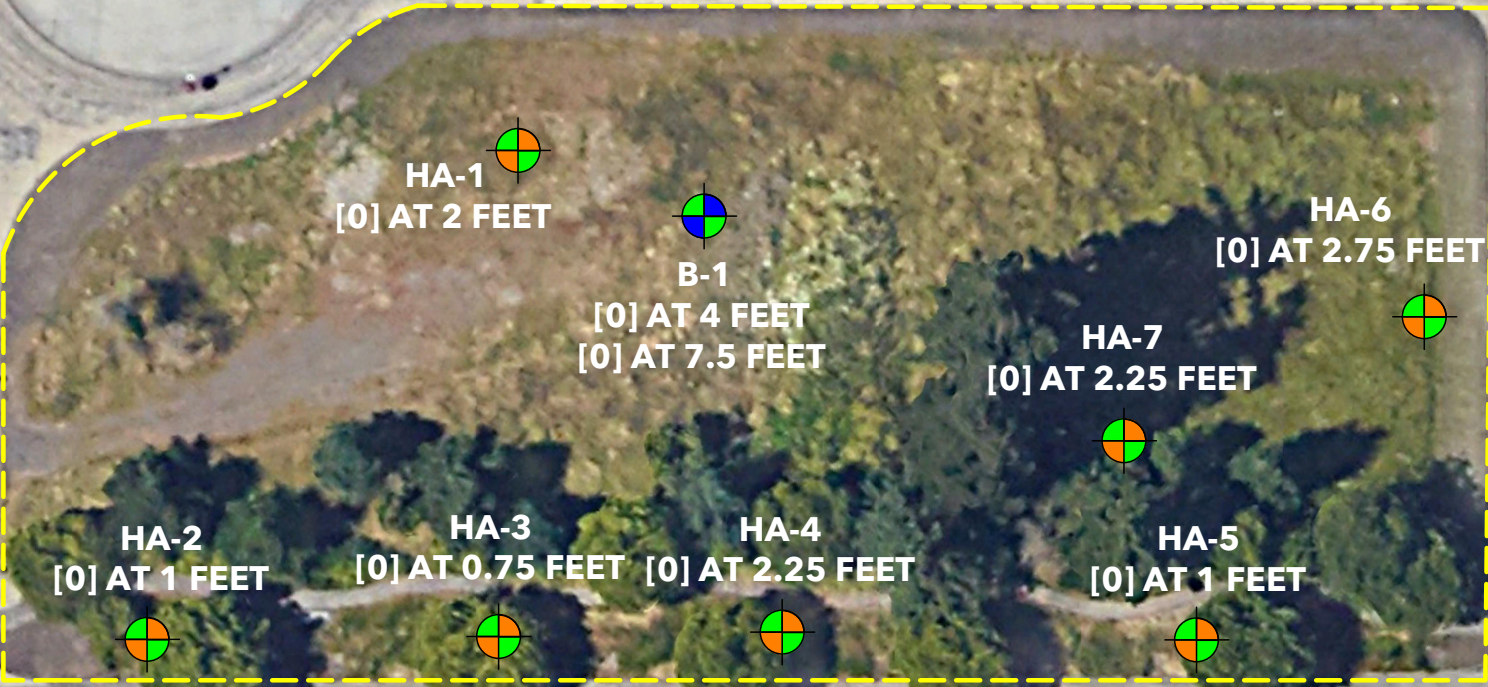 HA-1
[0] AT 2 FEET
B-1
[0] AT 4 FEET
[0] AT 7.5 FEET
HA-6
[0] AT 2.75 FEET
HA-7
[0] AT 2.25 FEET
HA-2
[0] AT 1 FEET
HA-3
[0] AT 0.75 FEET
HA-4
[0] AT 2.25 FEET
HA-5
[0] AT 1 FEET